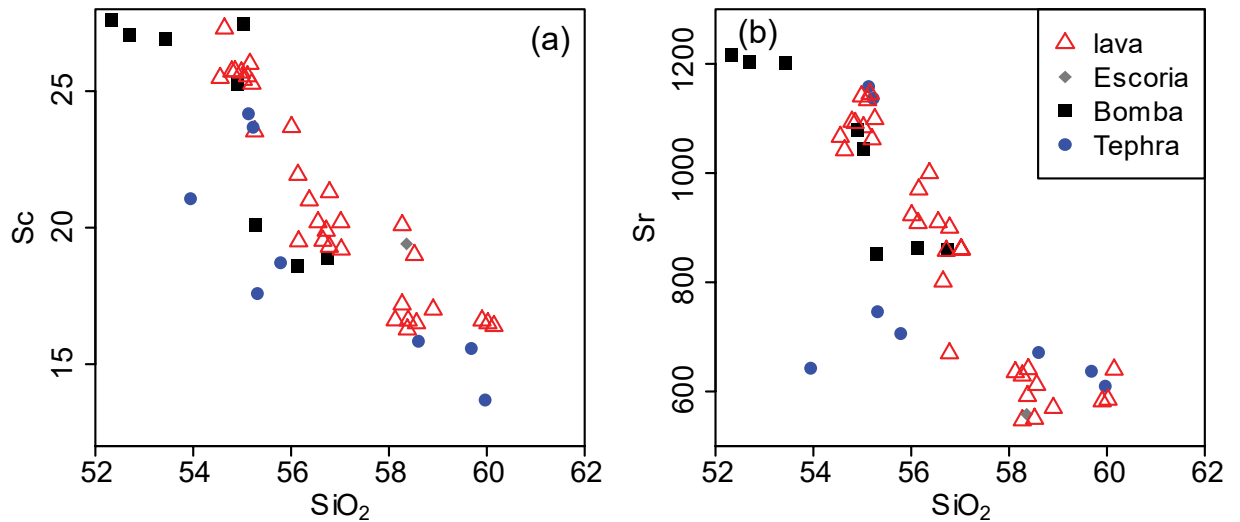 (a)
Sc
25
20
15
52 54 56 58 60 62
SiO₂
(b)
lava
Escoria
Bomba
Tephra
Sr
1200
1000
800
600
52 54 56 58 60 62
SiO₂